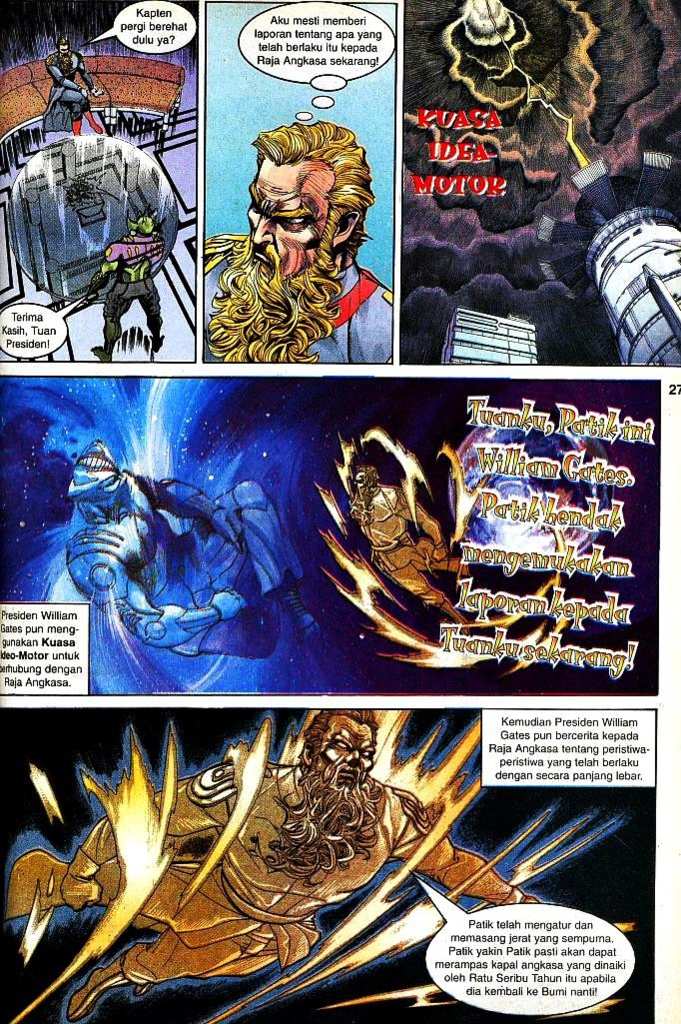 Kapten
pergi berehat
dulu ya?
Terima
Kasih, Tuan
Presiden!
Aku mesti memberi
laporan tentang apa yang
telah berlaku itu kepada
Raja Angkasa sekarang!
KUASA
IDEA-
MOTOR
27
Tuanku, Patik ini
William Gates.
Patik hendak
mengemukakan
laporan kepada
Tuanku sekarang!
Presiden William
Gates pun meng-
gunakan Kuasa
Ideo-Motor untuk
berhubung dengan
Raja Angkasa.
Kemudian Presiden William
Gates pun bercerita kepada
Raja Angkasa tentang peristiwa-
peristiwa yang telah berlaku
dengan secara panjang lebar.
Patik telah mengatur dan
memasang jerat yang sempurna.
Patik yakin Patik pasti akan dapat
merampas kapal angkasa yang dinaiki
oleh Ratu Seribu Tahun itu apabila
dia kembali ke Bumi nanti!